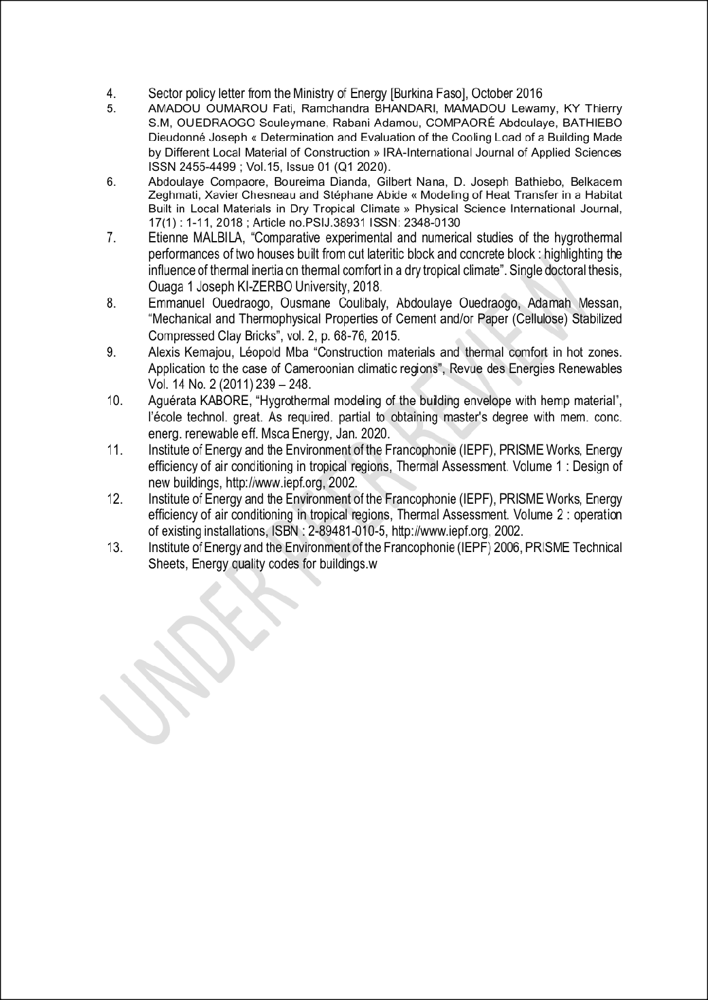 4. Sector policy letter from the Ministry of Energy [Burkina Faso], October 2016
5. AMADOU OUMAROU Fati, Ramchandra BHANDARI, MAMADOU Lewamy, KY Thierry
S.M, OUEDRAOGO Souleymane, Rabani Adamou, COMPAORÉ Abdoulaye, BATHIEBO
Dieudonné Joseph « Determination and Evaluation of the Cooling Load of a Building Made
by Different Local Material of Construction » IRA-International Journal of Applied Sciences
ISSN 2455-4499 ; Vol.15, Issue 01 (Q1 2020).
6. Abdoulaye Compaore, Boureima Dianda, Gilbert Nana, D. Joseph Bathiebo, Belkacem
Zeghmati, Xavier Chesneau and Stéphane Abide « Modeling of Heat Transfer in a Habitat
Built in Local Materials in Dry Tropical Climate » Physical Science International Journal,
17(1) : 1-11, 2018 ; Article no.PSIJ.38931 ISSN: 2348-0130
7. Etienne MALBILA, “Comparative experimental and numerical studies of the hygrothermal
performances of two houses built from cut lateritic block and concrete block : highlighting the
influence of thermal inertia on thermal comfort in a dry tropical climate”. Single doctoral thesis,
Ouaga 1 Joseph KI-ZERBO University, 2018.
8. Emmanuel Ouedraogo, Ousmane Coulibaly, Abdoulaye Ouedraogo, Adamah Messan,
“Mechanical and Thermophysical Properties of Cement and/or Paper (Cellulose) Stabilized
Compressed Clay Bricks”, vol. 2, p. 68-76, 2015.
9. Alexis Kemajou, Léopold Mba “Construction materials and thermal comfort in hot zones.
Application to the case of Cameroonian climatic regions”, Revue des Energies Renewables
Vol. 14 No. 2 (2011) 239 – 248.
10. Aguérata KABORE, “Hygrothermal modeling of the building envelope with hemp material”,
l’école technol. great. As required. partial to obtaining master's degree with mem. conc.
energ. renewable eff. Msca Energy, Jan. 2020.
11. Institute of Energy and the Environment of the Francophonie (IEPF), PRISME Works, Energy
efficiency of air conditioning in tropical regions, Thermal Assessment. Volume 1 : Design of
new buildings, http://www.iepf.org, 2002.
12. Institute of Energy and the Environment of the Francophonie (IEPF), PRISME Works, Energy
efficiency of air conditioning in tropical regions, Thermal Assessment. Volume 2 : operation
of existing installations, ISBN : 2-89481-010-5, http://www.iepf.org, 2002.
13. Institute of Energy and the Environment of the Francophonie (IEPF) 2006, PRISME Technical
Sheets, Energy quality codes for buildings.w
UNDER PEER REVIEW